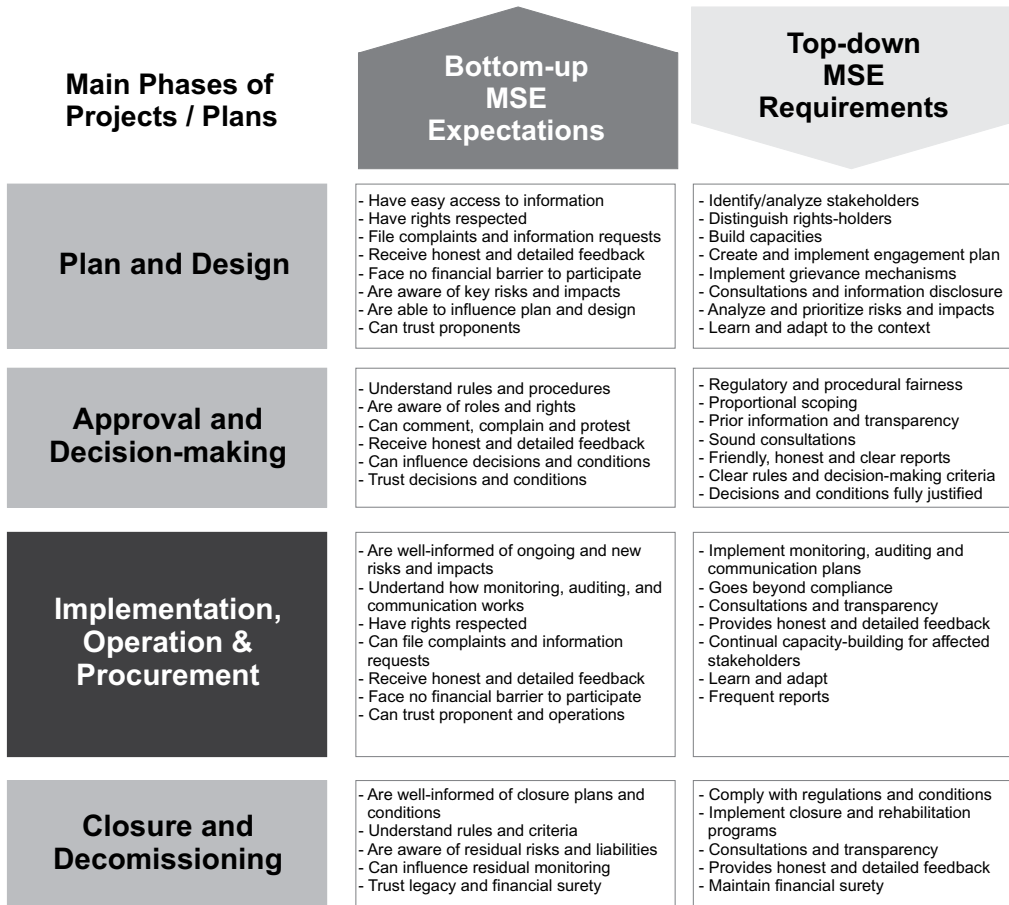 Main Phases of
Projects / Plans
Bottom-up
MSE
Expectations
Top-down
MSE
Requirements
Plan and Design
- Have easy access to information
- Have rights respected
- File complaints and information requests
- Receive honest and detailed feedback
- Face no financial barrier to participate
- Are aware of key risks and impacts
- Are able to influence plan and design
- Can trust proponents
- Identify/analyze stakeholders
- Distinguish rights-holders
- Build capacities
- Create and implement engagement plan
- Implement grievance mechanisms
- Consultations and information disclosure
- Analyze and prioritize risks and impacts
- Learn and adapt to the context
Approval and
Decision-making
- Understand rules and procedures
- Are aware of roles and rights
- Can comment, complain and protest
- Receive honest and detailed feedback
- Can influence decisions and conditions
- Trust decisions and conditions
- Regulatory and procedural fairness
- Proportional scoping
- Prior information and transparency
- Sound consultations
- Friendly, honest and clear reports
- Clear rules and decision-making criteria
- Decisions and conditions fully justified
Implementation,
Operation &
Procurement
- Are well-informed of ongoing and new
risks and impacts
- Undertand how monitoring, auditing, and
communication works
- Have rights respected
- Can file complaints and information
requests
- Receive honest and detailed feedback
- Face no financial barrier to participate
- Can trust proponent and operations
- Implement monitoring, auditing and
communication plans
- Goes beyond compliance
- Consultations and transparency
- Provides honest and detailed feedback
- Continual capacity-building for affected
stakeholders
- Learn and adapt
- Frequent reports
Closure and
Decomissioning
- Are well-informed of closure plans and
conditions
- Understand rules and criteria
- Are aware of residual risks and liabilities
- Can influence residual monitoring
- Trust legacy and financial surety
- Comply with regulations and conditions
- Implement closure and rehabilitation
programs
- Consultations and transparency
- Provides honest and detailed feedback
- Maintain financial surety